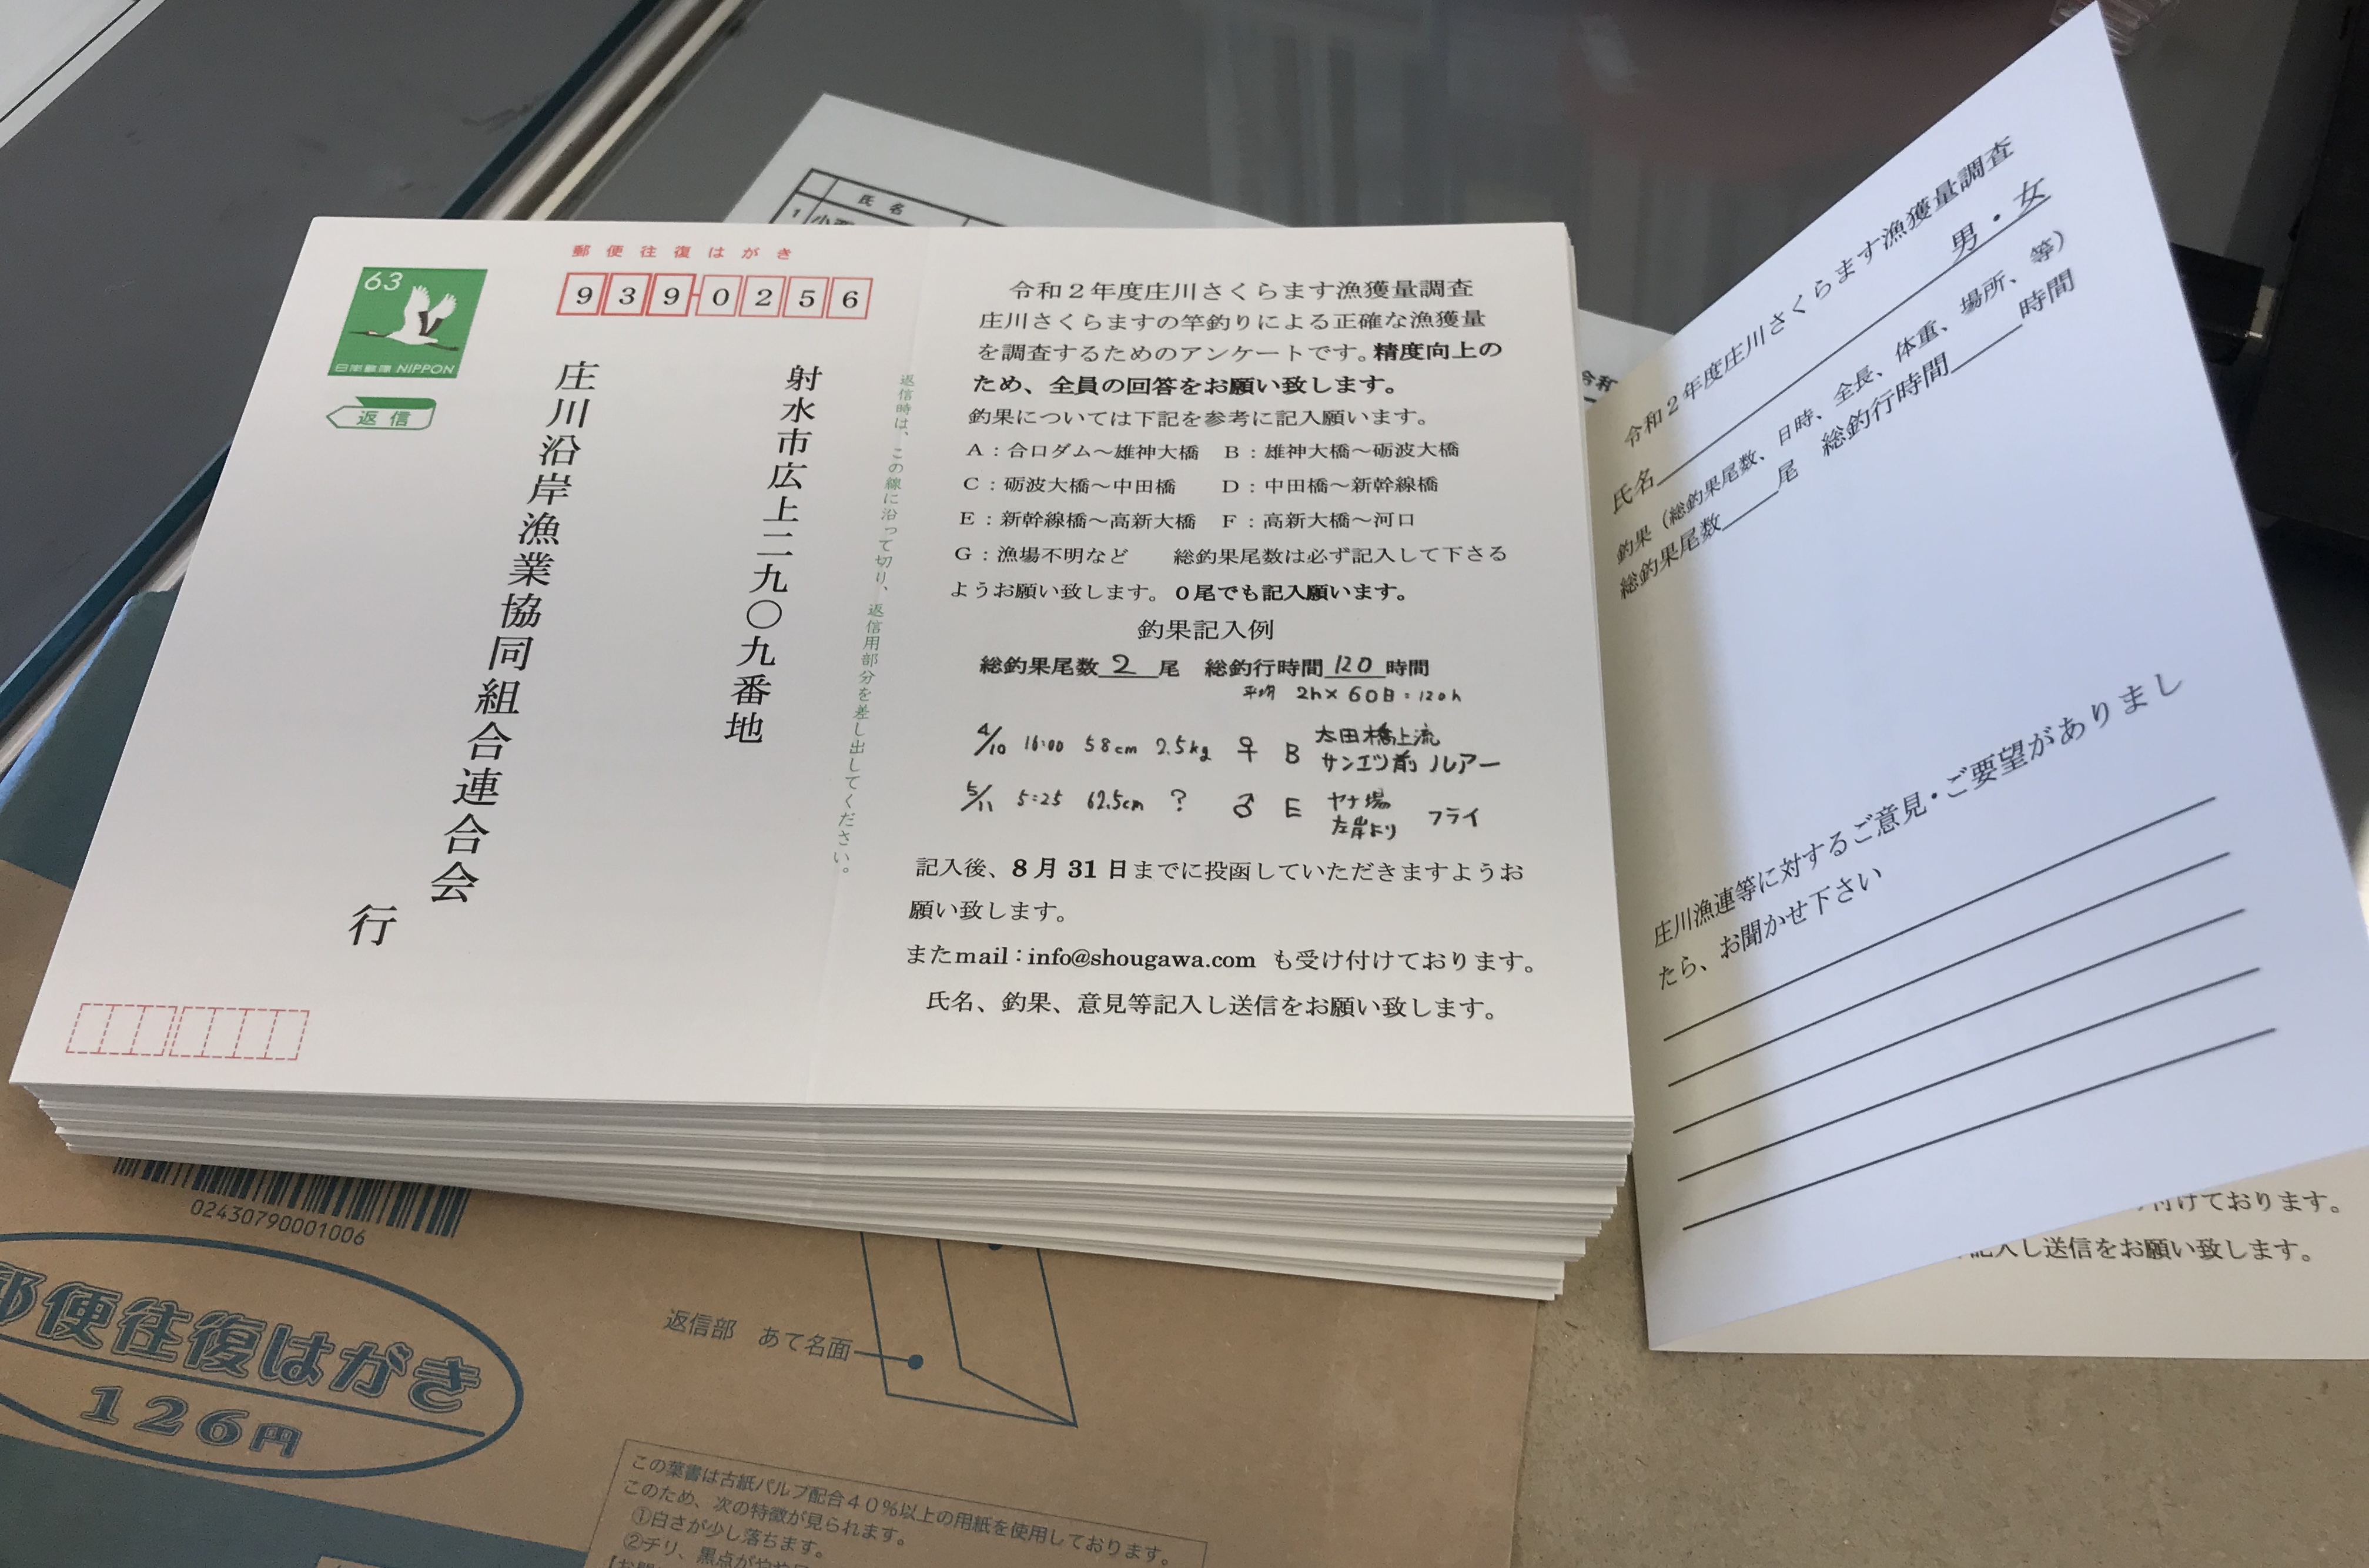 郵便往復はがき
63
日本郵便 NIPPON
返信
939-0256
射水市広上二九〇九番地
庄川沿岸漁業協同組合連合会
行
返信時は、この線に沿って切り、返信用部分を差し出してください。
令和2年度庄川さくらます漁獲量調査
庄川さくらますの竿釣りによる正確な漁獲量
を調査するためのアンケートです。精度向上の
ため、全員の回答をお願い致します。
釣果については下記を参考に記入願います。
A：合口ダム～雄神大橋 B：雄神大橋～砺波大橋
C：砺波大橋～中田橋 D：中田橋～新幹線橋
E：新幹線橋～高新大橋 F：高新大橋～河口
G：漁場不明など 総釣果尾数は必ず記入して下さる
ようお願い致します。0尾でも記入願います。
釣果記入例
総釣果尾数 2 尾 総釣行時間 120 時間
平均 2h×60日=120h
4/10 16:00 58cm 2.5kg ♀ B 太田橋上流
サンエツ前 ルアー
5/11 5:25 62.5cm ? ♂ E ヤナ場
左岸より フライ
記入後、8月31日までに投函していただきますようお
願い致します。
またmail：info@shougawa.com も受け付けております。
氏名、釣果、意見等記入し送信をお願い致します。
令和2年度庄川さくらます漁獲量調査
氏名 男・女
釣果（総釣果尾数、日時、全長、体重、場所、等）
総釣果尾数 尾 総釣行時間 時間
庄川漁連等に対するご意見・ご要望がありまし
たら、お聞かせ下さい
付けております。
記入し送信をお願い致します。
氏名
1
令和
02430790001006
郵便往復はがき
126円
返信部 あて名面
この葉書は古紙パルプ配合40%以上の用紙を使用しております。
このため、次の特徴が見られます。
①白さが少し落ちます。
②チリ、黒点が